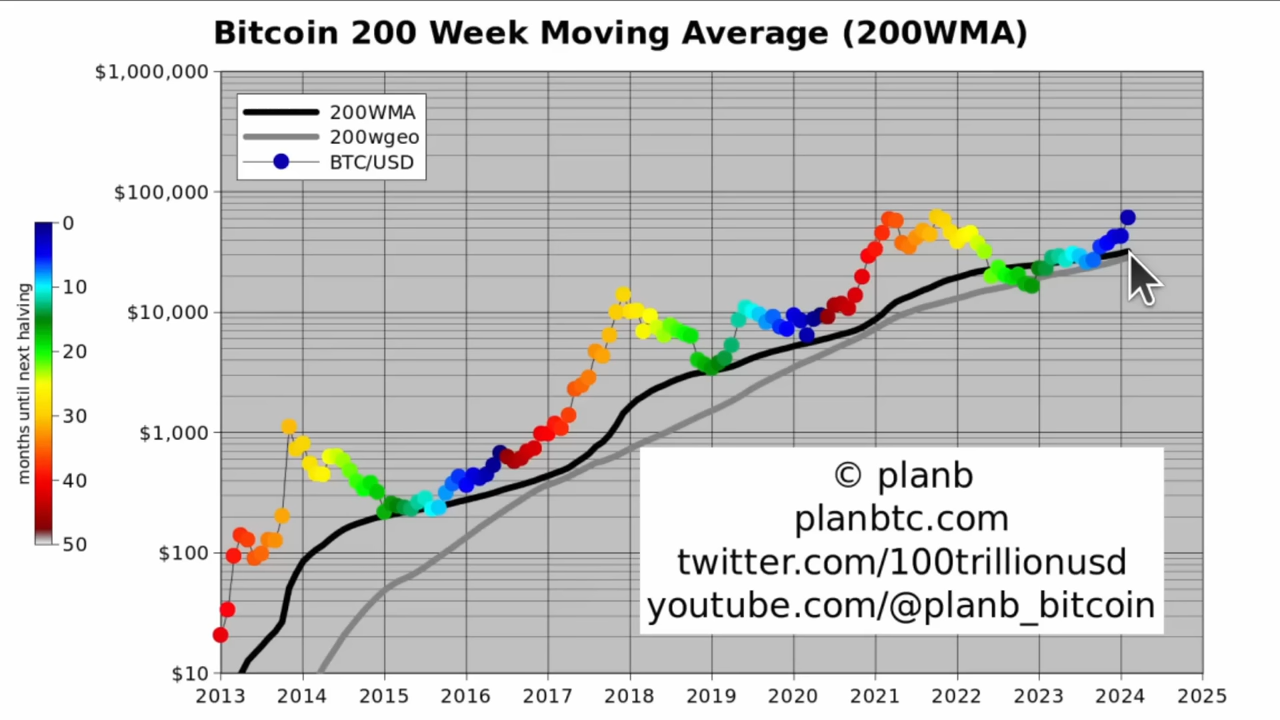 Bitcoin 200 Week Moving Average (200WMA)
$1,000,000
$100,000
$10,000
$1,000
$100
$10
200WMA
200wgeo
BTC/USD
months until next halving
0
10
20
30
40
50
© planb
planbtc.com
twitter.com/100trillionusd
youtube.com/@planb_bitcoin
2013 2014 2015 2016 2017 2018 2019 2020 2021 2022 2023 2024 2025